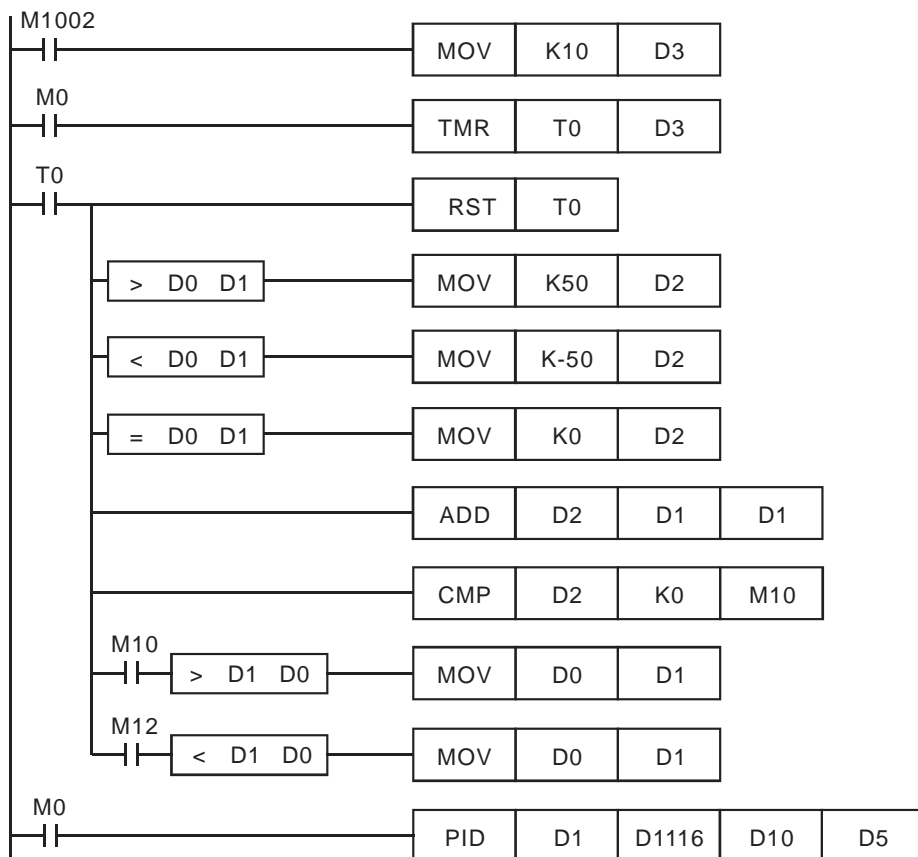 M1002
MOV K10 D3
M0
TMR T0 D3
T0
RST T0
> D0 D1 MOV K50 D2
< D0 D1 MOV K-50 D2
= D0 D1 MOV K0 D2
ADD D2 D1 D1
CMP D2 K0 M10
M10
> D1 D0 MOV D0 D1
M12
< D1 D0 MOV D0 D1
M0
PID D1 D1116 D10 D5